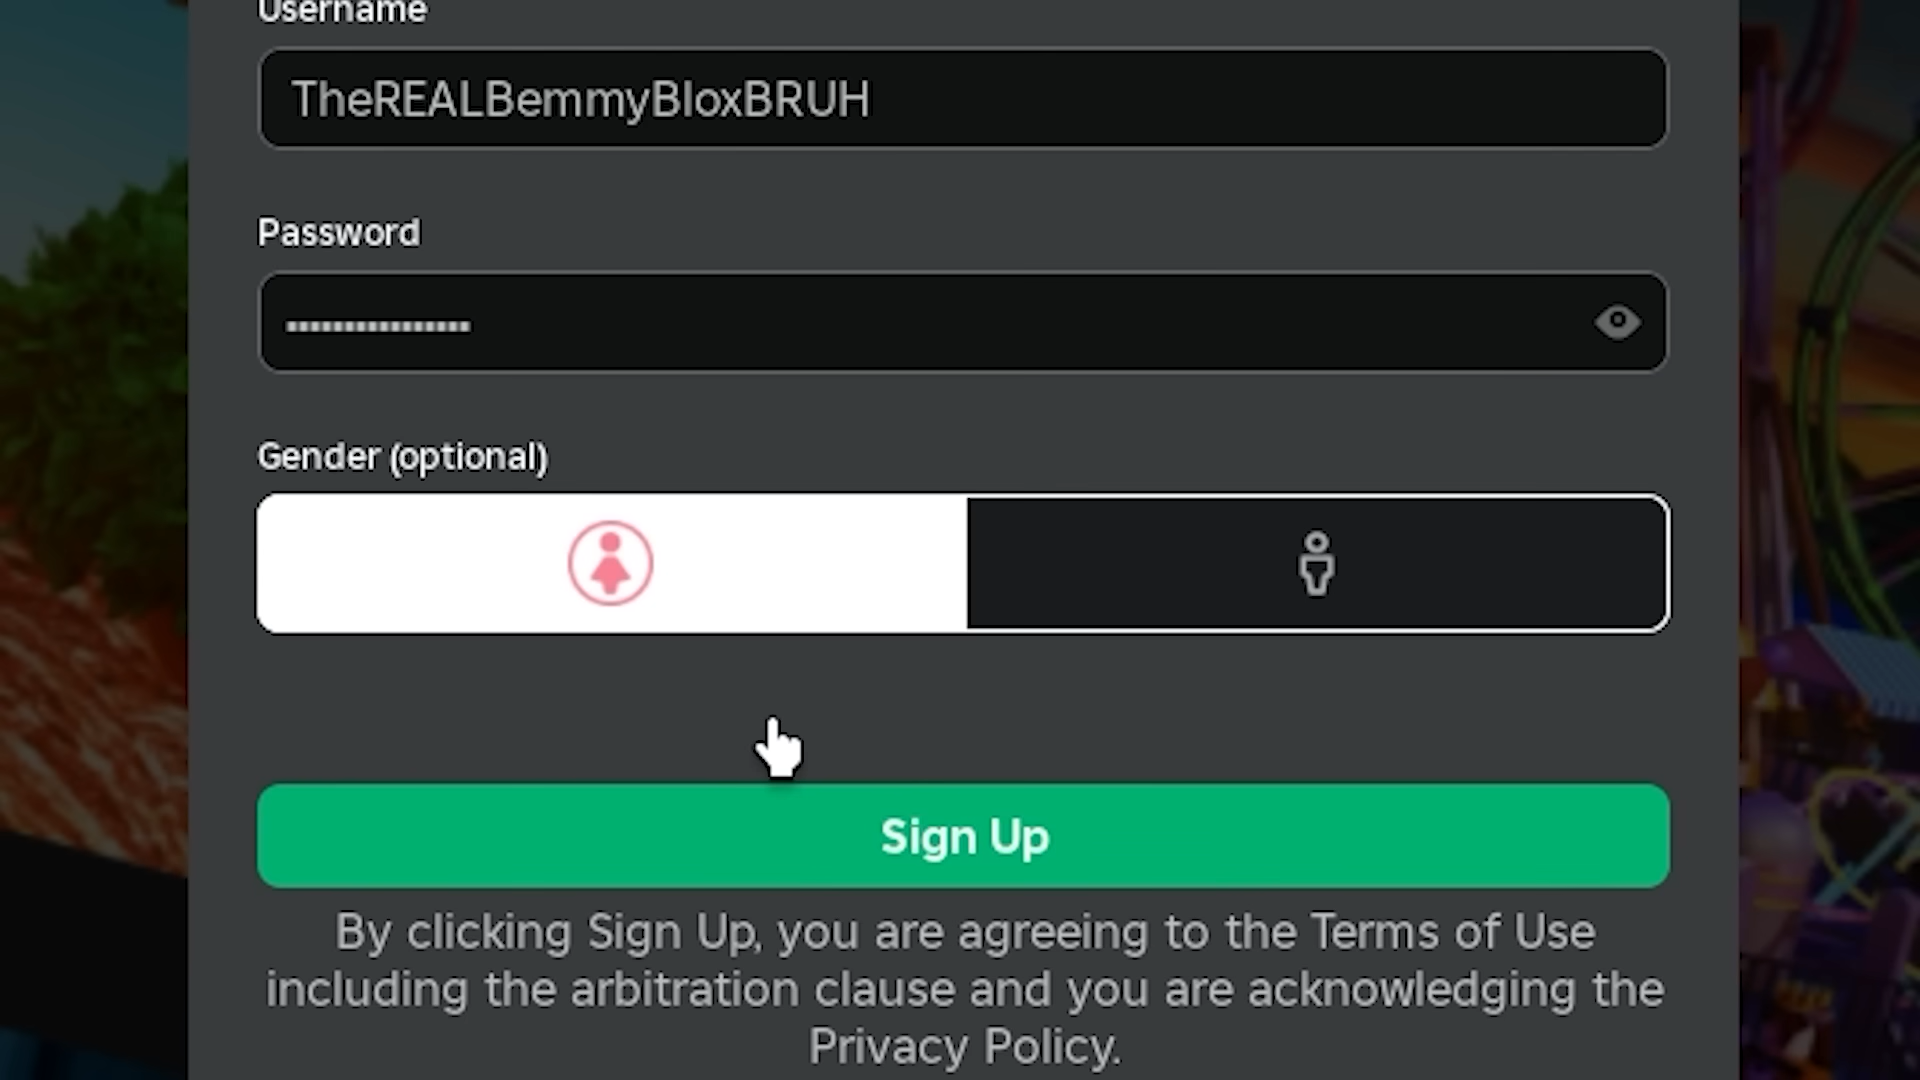 Username
TheREALBemmyBloxBRUH
Password
Gender (optional)
Sign Up
By clicking Sign Up, you are agreeing to the Terms of Use
including the arbitration clause and you are acknowledging the
Privacy Policy.